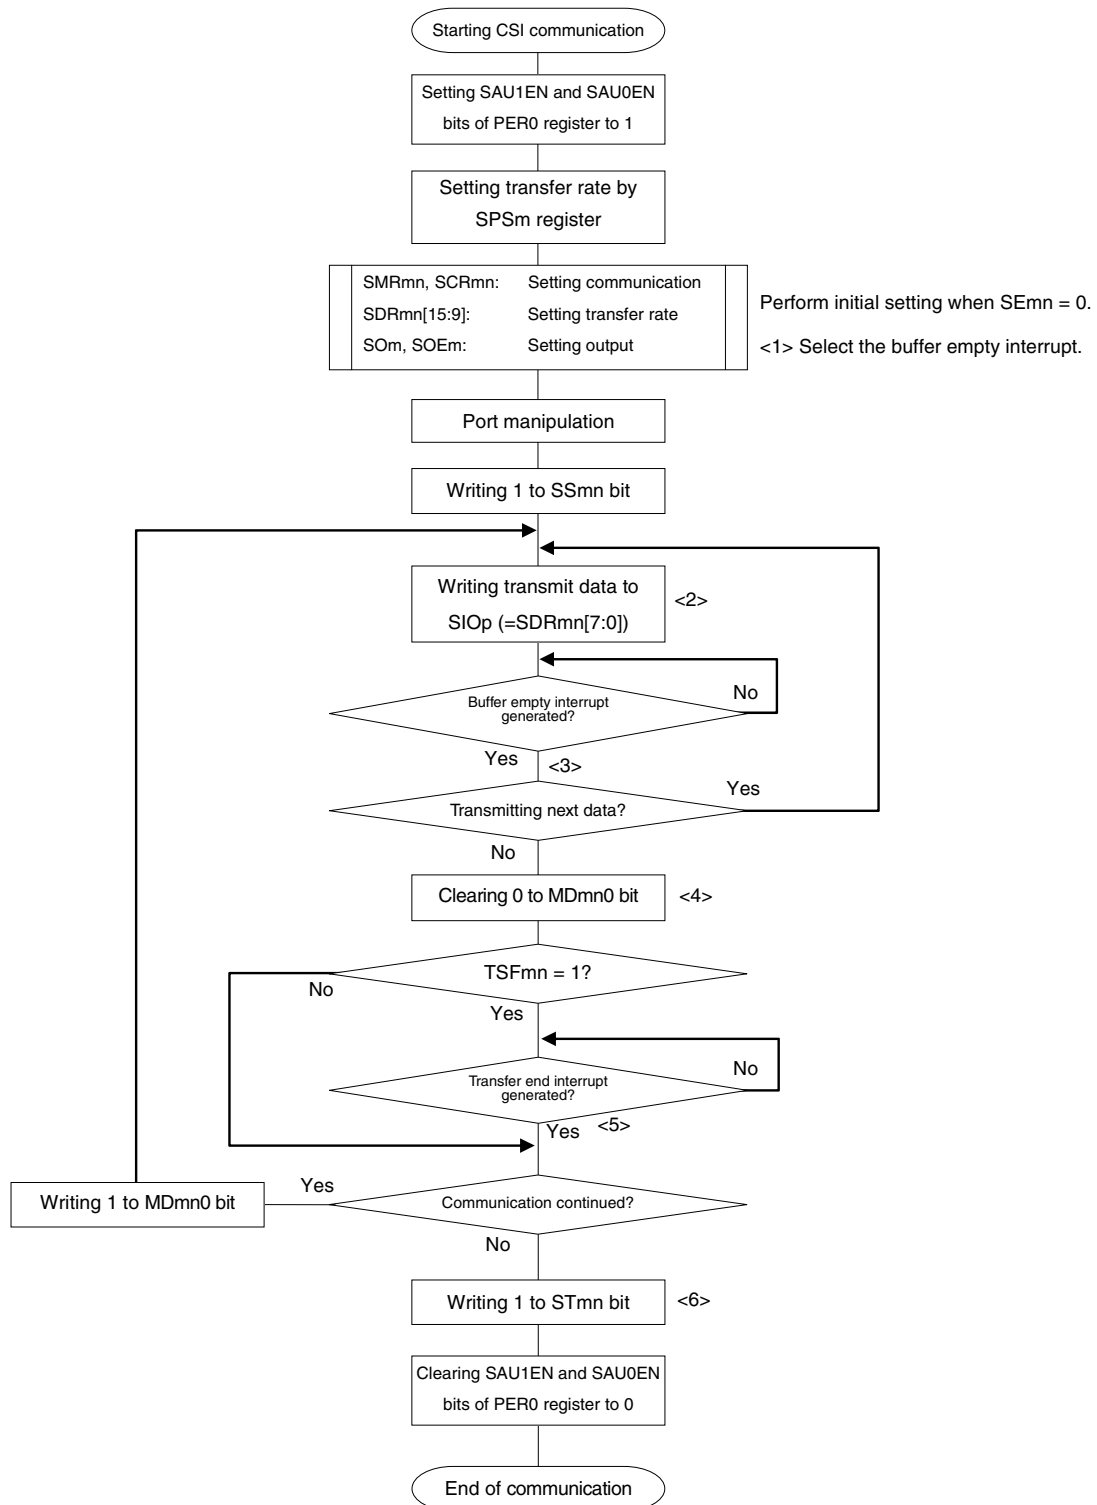 Starting CSI communication
Setting SAU1EN and SAU0EN
bits of PER0 register to 1
Setting transfer rate by
SPSm register
SMRmn, SCRmn: Setting communication
SDRmn[15:9]: Setting transfer rate
SOm, SOEm: Setting output
Perform initial setting when SEmn = 0.
<1> Select the buffer empty interrupt.
Port manipulation
Writing 1 to SSmn bit
Writing transmit data to
SIOp (=SDRmn[7:0])
<2>
Buffer empty interrupt
generated?
No
Yes
<3>
Transmitting next data?
Yes
No
Clearing 0 to MDmn0 bit
<4>
TSFmn = 1?
No
Yes
Transfer end interrupt
generated?
No
Yes
<5>
Communication continued?
Yes
Writing 1 to MDmn0 bit
No
Writing 1 to STmn bit
<6>
Clearing SAU1EN and SAU0EN
bits of PER0 register to 0
End of communication